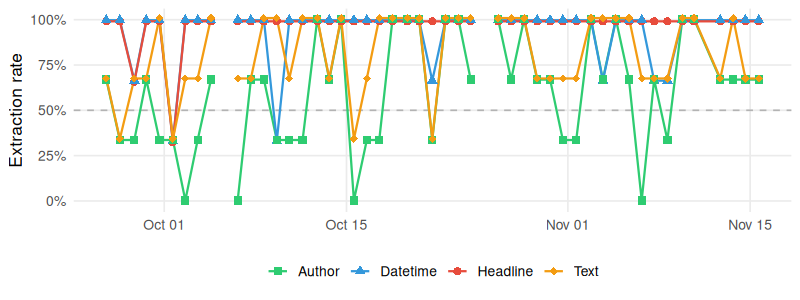 Extraction rate
100%
75%
50%
25%
0%
Oct 01 Oct 15 Nov 01 Nov 15
Author Datetime Headline Text